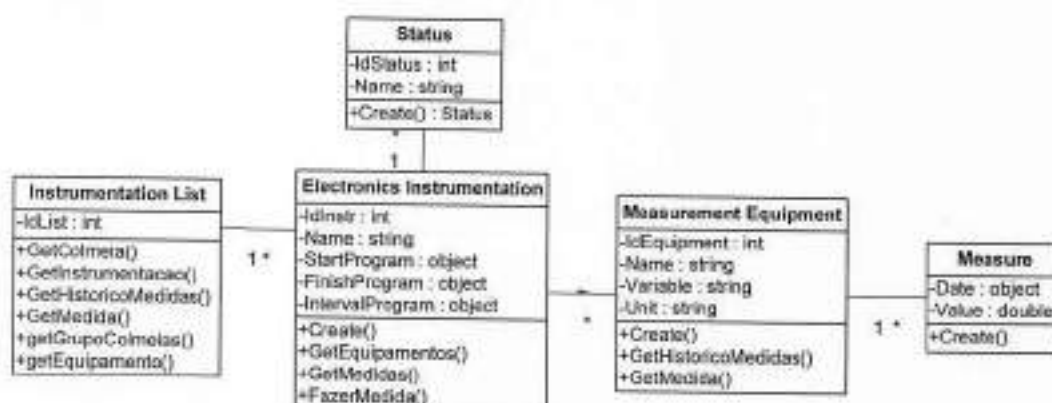 Status
-IdStatus : int
-Name : string
+Create() : Status
*
1
Instrumentation List
-IdList : int
+GetColmeia()
+GetInstrumentacao()
+GetHistoricoMedidas()
+GetMedida()
+getGrupoColmeias()
+getEquipamento()
1 *
Electronics Instrumentation
-IdInstr : int
-Name : string
-StartProgram : object
-FinishProgram : object
-IntervalProgram : object
+Create()
+GetEquipamentos()
+GetMedidas()
+FazerMedida()
*
Measurement Equipment
-IdEquipment : int
-Name : string
-Variable : string
-Unit : string
+Create()
+GetHistoricoMedidas()
+GetMedida()
1 *
Measure
-Date : object
-Value : double
+Create()